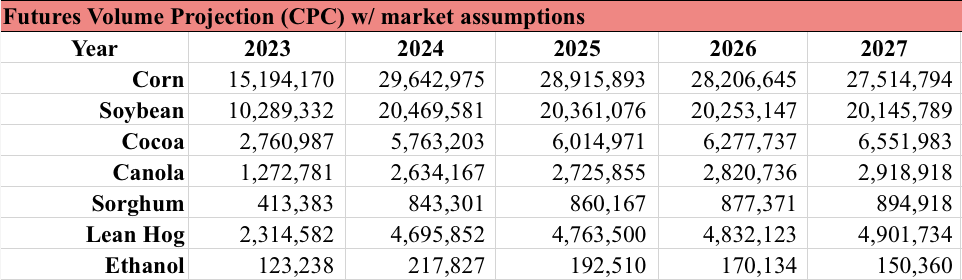 Futures Volume Projection (CPC) w/ market assumptions
Year 2023 2024 2025 2026 2027
Corn 15,194,170 29,642,975 28,915,893 28,206,645 27,514,794
Soybean 10,289,332 20,469,581 20,361,076 20,253,147 20,145,789
Cocoa 2,760,987 5,763,203 6,014,971 6,277,737 6,551,983
Canola 1,272,781 2,634,167 2,725,855 2,820,736 2,918,918
Sorghum 413,383 843,301 860,167 877,371 894,918
Lean Hog 2,314,582 4,695,852 4,763,500 4,832,123 4,901,734
Ethanol 123,238 217,827 192,510 170,134 150,360